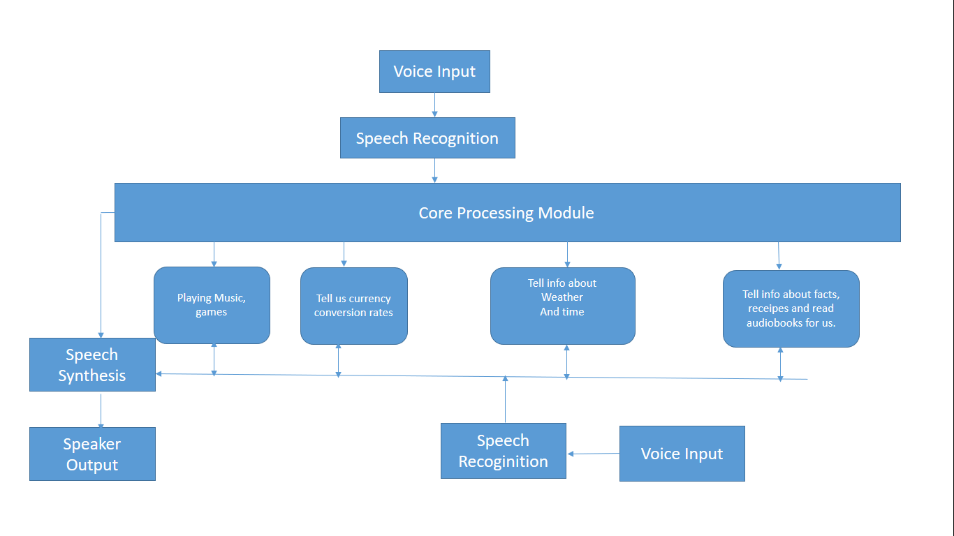 Voice Input
Speech Recognition
Core Processing Module
Playing Music,
games
Tell us currency
conversion rates
Tell info about
Weather
And time
Tell info about facts,
receipes and read
audiobooks for us.
Speech
Synthesis
Speaker
Output
Speech
Recoginition
Voice Input